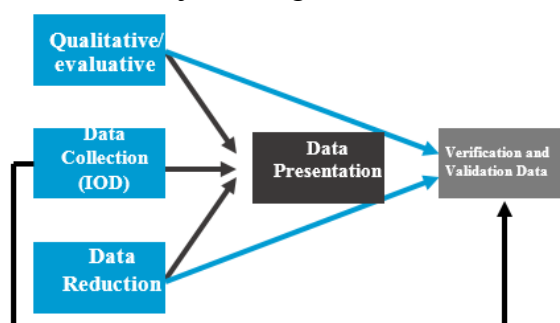 Qualitative/
evaluative
Data
Collection
(IOD)
Data
Presentation
Verification and
Validation Data
Data
Reduction